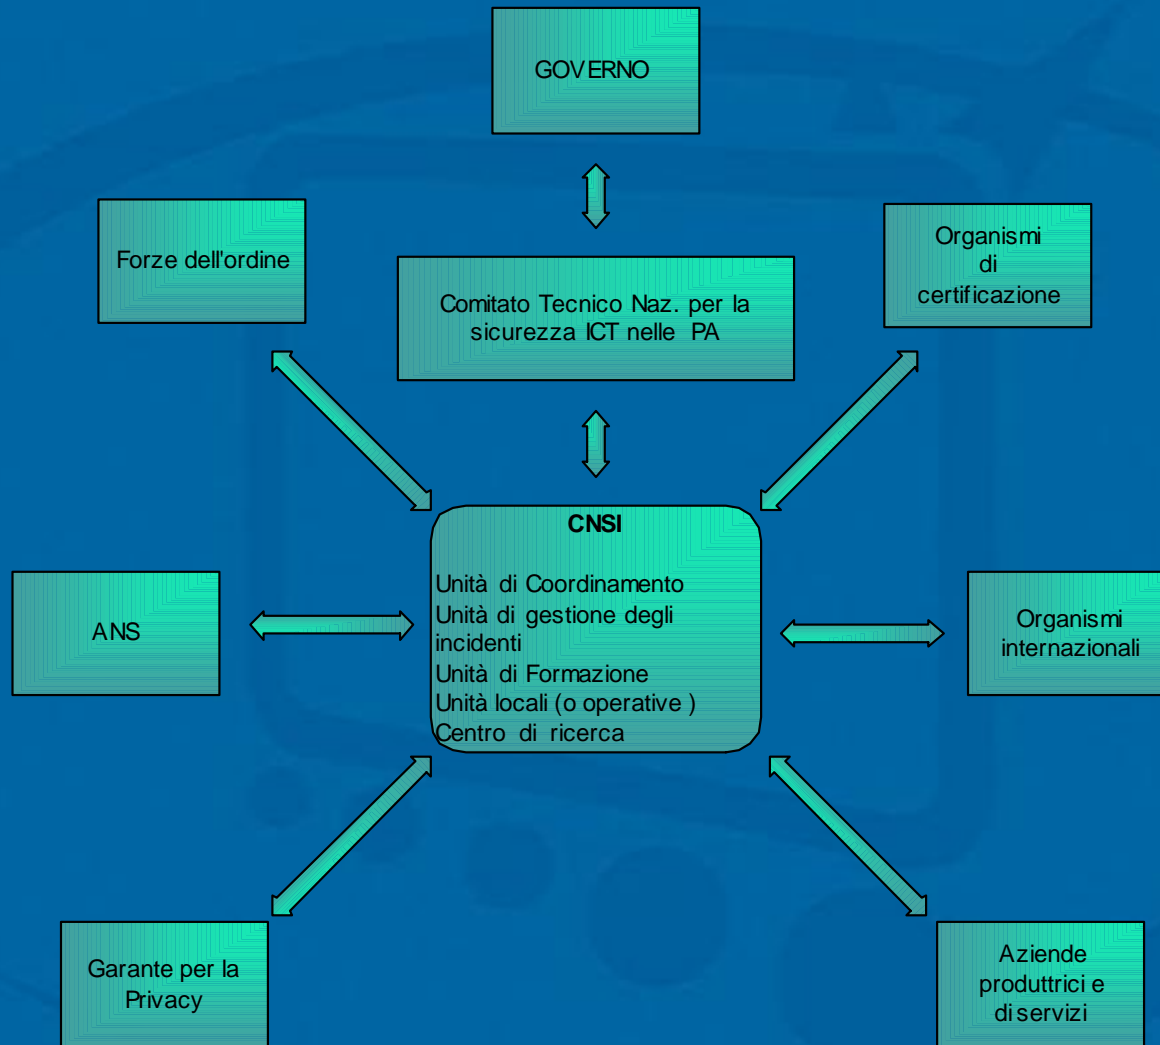 GOVERNO
Forze dell'ordine
Comitato Tecnico Naz. per la
sicurezza ICT nelle PA
Organismi
di
certificazione
CNSI
Unità di Coordinamento
Unità di gestione degli
incidenti
Unità di Formazione
Unità locali (o operative )
Centro di ricerca
ANS
Organismi
internazionali
Garante per la
Privacy
Aziende
produttrici e
di servizi